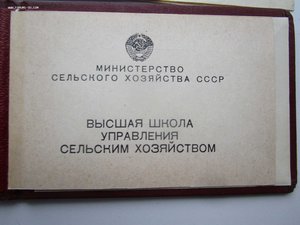 МИНИСТЕРСТВО
СЕЛЬСКОГО ХОЗЯЙСТВА СССР
ВЫСШАЯ ШКОЛА
УПРАВЛЕНИЯ
СЕЛЬСКИМ ХОЗЯЙСТВОМ